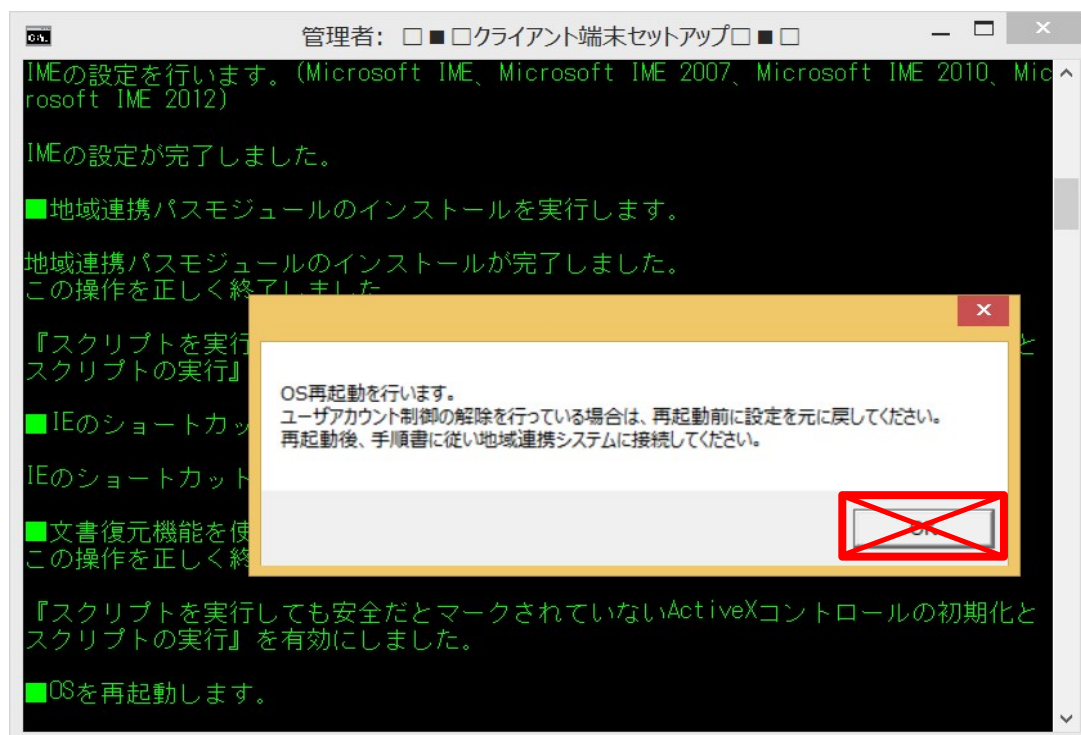 管理者: □■□クライアント端末セットアップ□■□
IMEの設定を行います。(Microsoft IME、Microsoft IME 2007、Microsoft IME 2010、Mic
rosoft IME 2012)
IMEの設定が完了しました。
■地域連携パスモジュールのインストールを実行します。
地域連携パスモジュールのインストールが完了しました。
この操作を正しく終了しました
『スクリプトを実行
と
スクリプトの実行』
■IEのショートカッ
IEのショートカット
■文書復元機能を使
この操作を正しく終
OS再起動を行います。
ユーザアカウント制御の解除を行っている場合は、再起動前に設定を元に戻してください。
再起動後、手順書に従い地域連携システムに接続してください。
『スクリプトを実行しても安全だとマークされていないActiveXコントロールの初期化と
スクリプトの実行』を有効にしました。
■OSを再起動します。